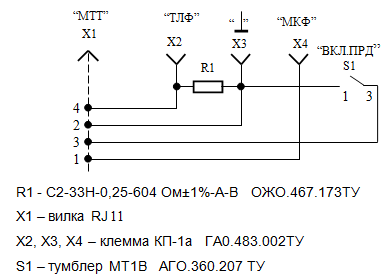 “МТТ” “ТЛФ” “ ” “МКФ”
X1 X2 X3 X4 “ВКЛ.ПРД”
R1 S1
1 3
4
2
3
1
R1 - С2-33Н-0,25-604 Ом±1%-А-В ОЖО.467.173ТУ
X1 – вилка RJ11
X2, X3, X4 – клемма КП-1а ГА0.483.002ТУ
S1 – тумблер МТ1В АГО.360.207 ТУ